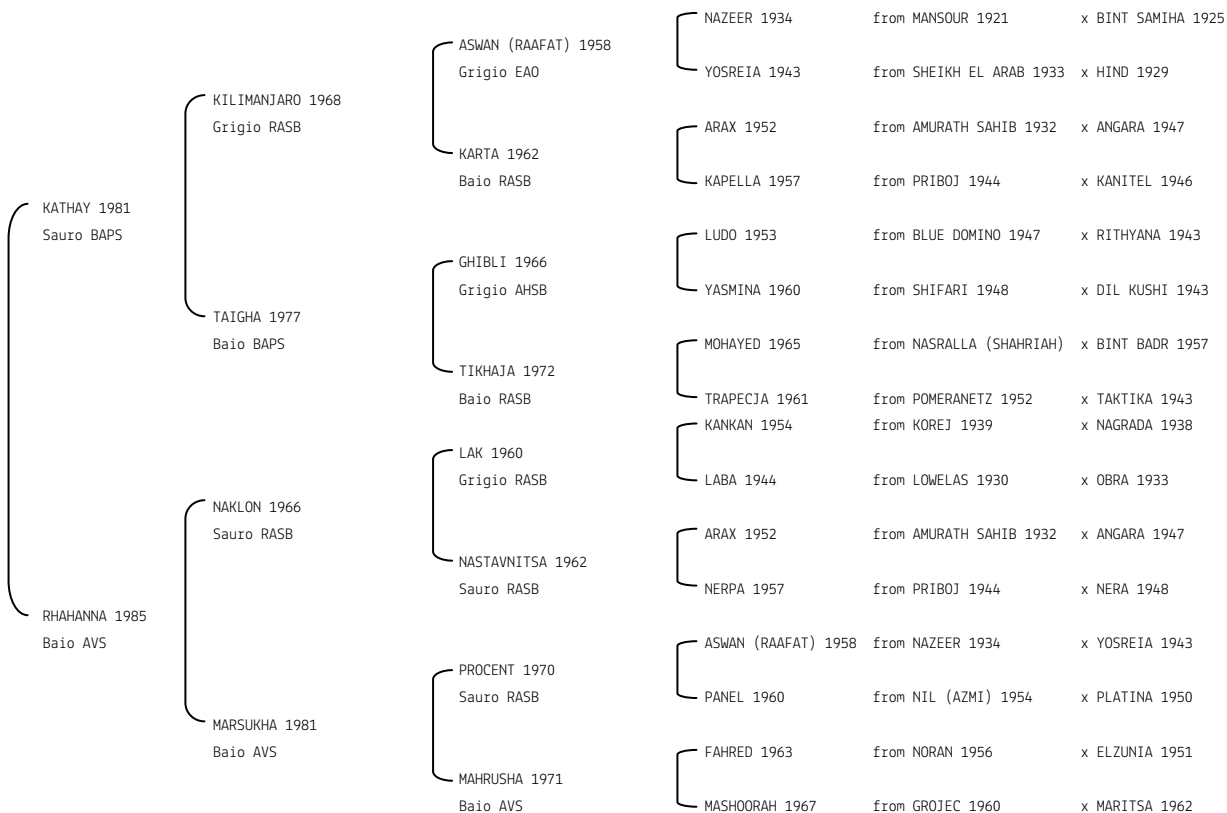 NAZEER 1934 from MANSOUR 1921 x BINT SAMIHA 1925
ASWAN (RAAFAT) 1958
Grigio EAO
YOSREIA 1943 from SHEIKH EL ARAB 1933 x HIND 1929
KILIMANJARO 1968
Grigio RASB
ARAX 1952 from AMURATH SAHIB 1932 x ANGARA 1947
KARTA 1962
Baio RASB
KAPELLA 1957 from PRIBOJ 1944 x KANITEL 1946
KATHAY 1981
Sauro BAPS
LUDO 1953 from BLUE DOMINO 1947 x RITHYANA 1943
GHIBLI 1966
Grigio AHSB
YASMINA 1960 from SHIFARI 1948 x DIL KUSHI 1943
TAIGHA 1977
Baio BAPS
MOHAYED 1965 from NASRALLA (SHAHRIAH) x BINT BADR 1957
TIKHAJA 1972
Baio RASB
TRAPECJA 1961 from POMERANETZ 1952 x TAKTIKA 1943
KANKAN 1954 from KOREJ 1939 x NAGRADA 1938
LAK 1960
Grigio RASB
LABA 1944 from LOWELAS 1930 x OBRA 1933
NAKLON 1966
Sauro RASB
ARAX 1952 from AMURATH SAHIB 1932 x ANGARA 1947
NASTAVNITSA 1962
Sauro RASB
NERPA 1957 from PRIBOJ 1944 x NERA 1948
RHAHANNA 1985
Baio AVS
ASWAN (RAAFAT) 1958 from NAZEER 1934 x YOSREIA 1943
PROCENT 1970
Sauro RASB
PANEL 1960 from NIL (AZMI) 1954 x PLATINA 1950
MARSUKHA 1981
Baio AVS
FAHRED 1963 from NORAN 1956 x ELZUNIA 1951
MAHRUSHA 1971
Baio AVS
MASHOORAH 1967 from GROJEC 1960 x MARITSA 1962